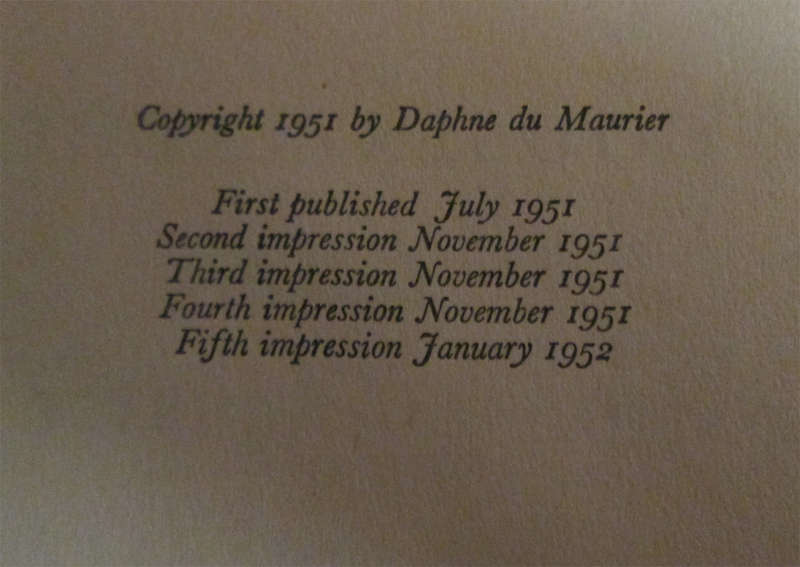 Copyright 1951 by Daphne du Maurier
First published July 1951
Second impression November 1951
Third impression November 1951
Fourth impression November 1951
Fifth impression January 1952